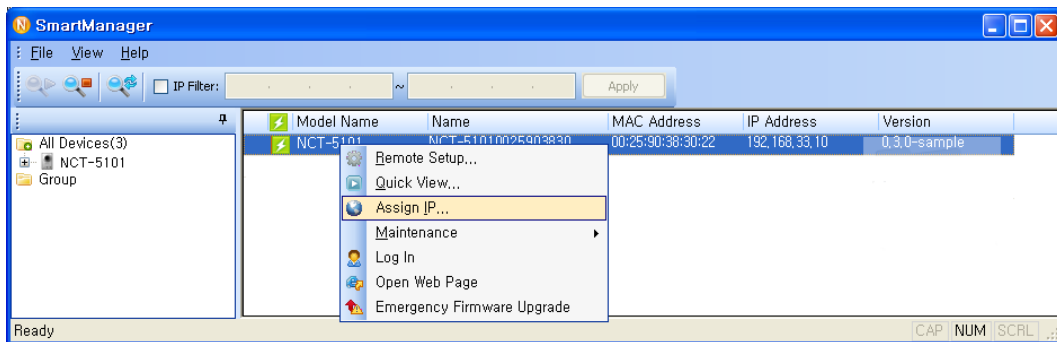 SmartManager
File View Help
IP Filter: ~ Apply
Model Name Name MAC Address IP Address Version
All Devices(3)
NCT-5101 NCT-51010025903830 00:25:90:38:30:22 192,168,33,10 0,3,0-sample
NCT-5101
Group
Remote Setup...
Quick View...
Assign IP...
Maintenance
Log In
Open Web Page
Emergency Firmware Upgrade
Ready CAP NUM SCRL